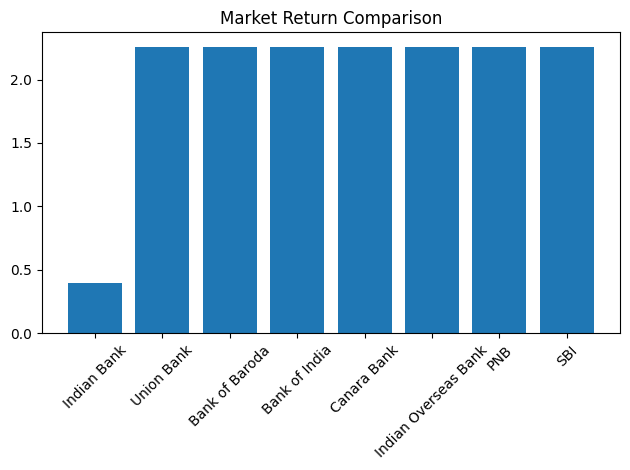 Market Return Comparison
2.0
1.5
1.0
0.5
0.0
Indian Bank
Union Bank
Bank of Baroda
Bank of India
Canara Bank
Indian Overseas Bank
PNB
SBI